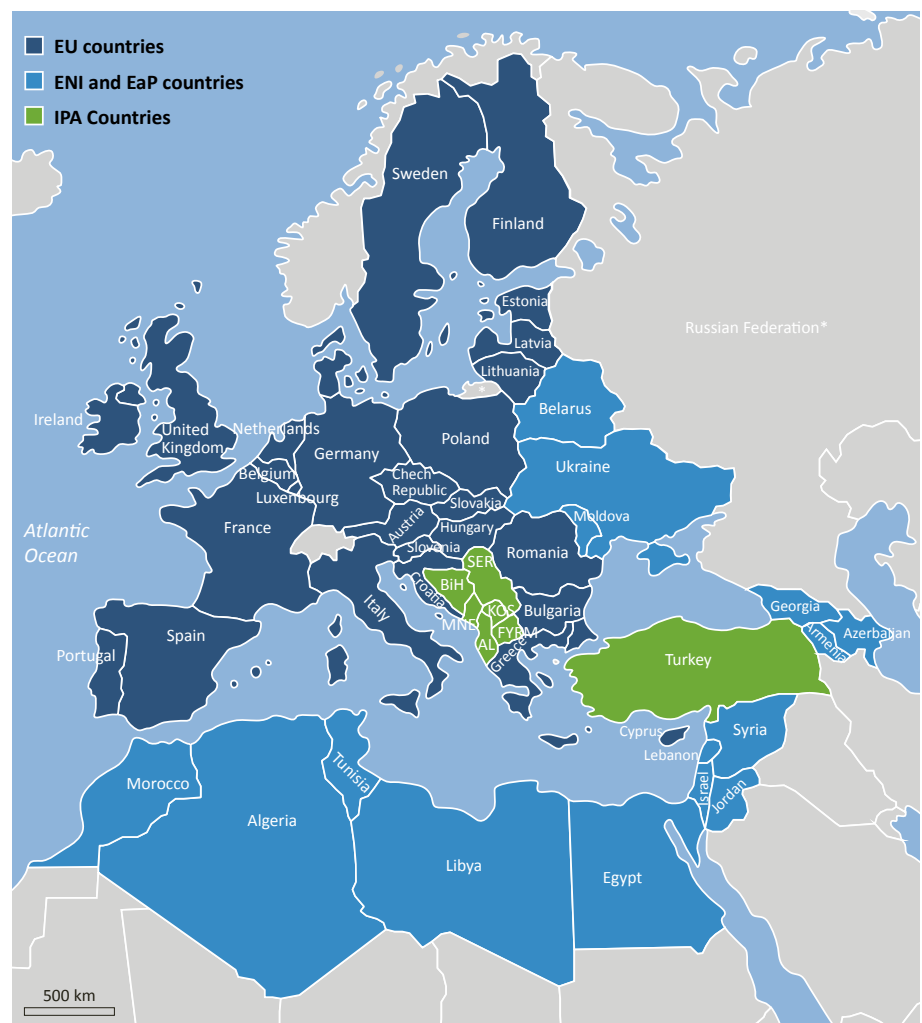 EU countries
ENI and EaP countries
IPA Countries
Sweden
Finland
Estonia
Russian Federation*
Latvia
Lithuania
*
Belarus
Ireland
United
Kingdom
Netherlands
Poland
Germany
Ukraine
Belgium
Chech
Republic
Luxenbourg
Slovakia
Moldova
France
Austria
Hungary
Atlantic
Ocean
Slovenia
Romania
SER
BiH
Croatia
Italy
KOS
Bulgaria
Georgia
MNE
FYRM
Armenia
Azerbaijan
Spain
AL
Greece
Portugal
Turkey
Cyprus
Syria
Lebanon
Tunisia
Morocco
Israel
Jordan
Algeria
Libya
Egypt
500 km